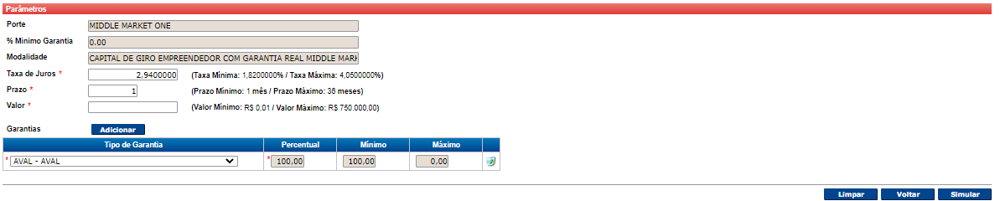 Parâmetros
Porte MIDDLE MARKET ONE
% Mínimo Garantia 0.00
Modalidade CAPITAL DE GIRO EMPREENDEDOR COM GARANTIA REAL MIDDLE MARK
Taxa de Juros * 2,9400000 (Taxa Mínima: 1,8200000% / Taxa Máxima: 4,0500000%)
Prazo * 1 (Prazo Mínimo: 1 mês / Prazo Máximo: 36 meses)
Valor * (Valor Mínimo: R$ 0,01 / Valor Máximo: R$ 750.000,00)
Garantias Adicionar
Tipo de Garantia Percentual Mínimo Máximo
* AVAL - AVAL * 100,00 100,00 0,00
Limpar Voltar Simular